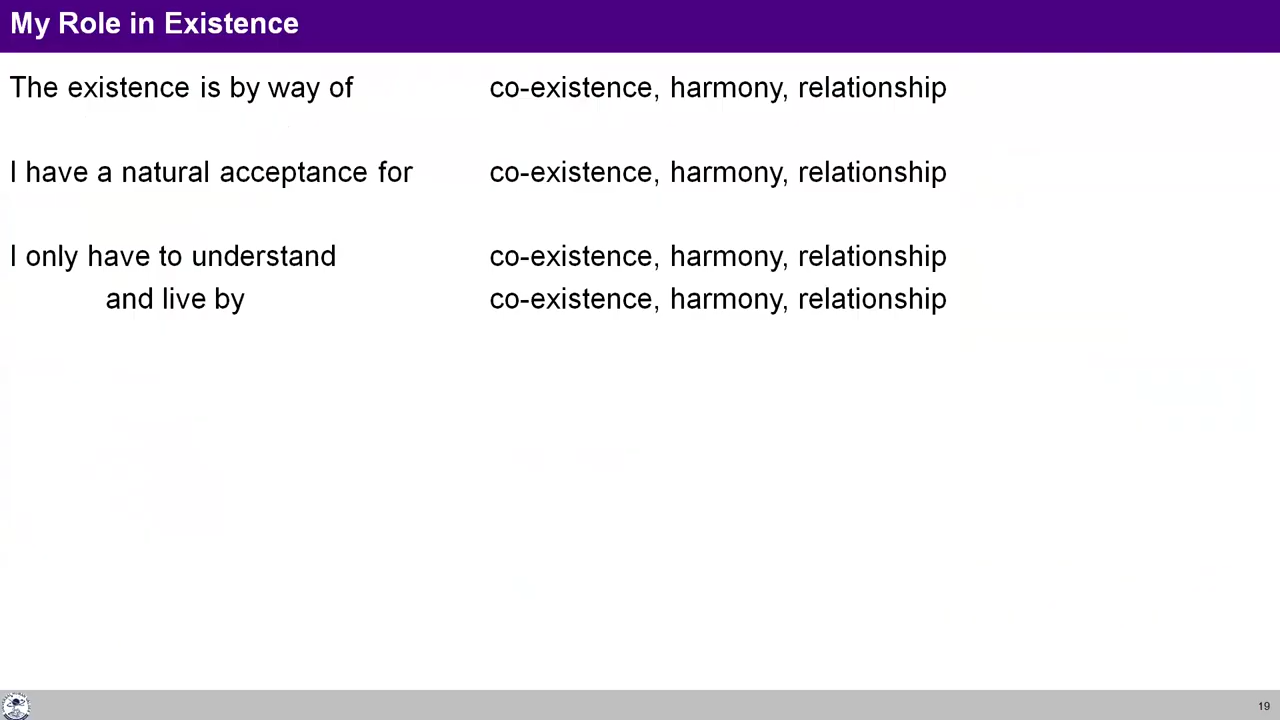 My Role in Existence
The existence is by way of co-existence, harmony, relationship
I have a natural acceptance for co-existence, harmony, relationship
I only have to understand co-existence, harmony, relationship
and live by co-existence, harmony, relationship
19